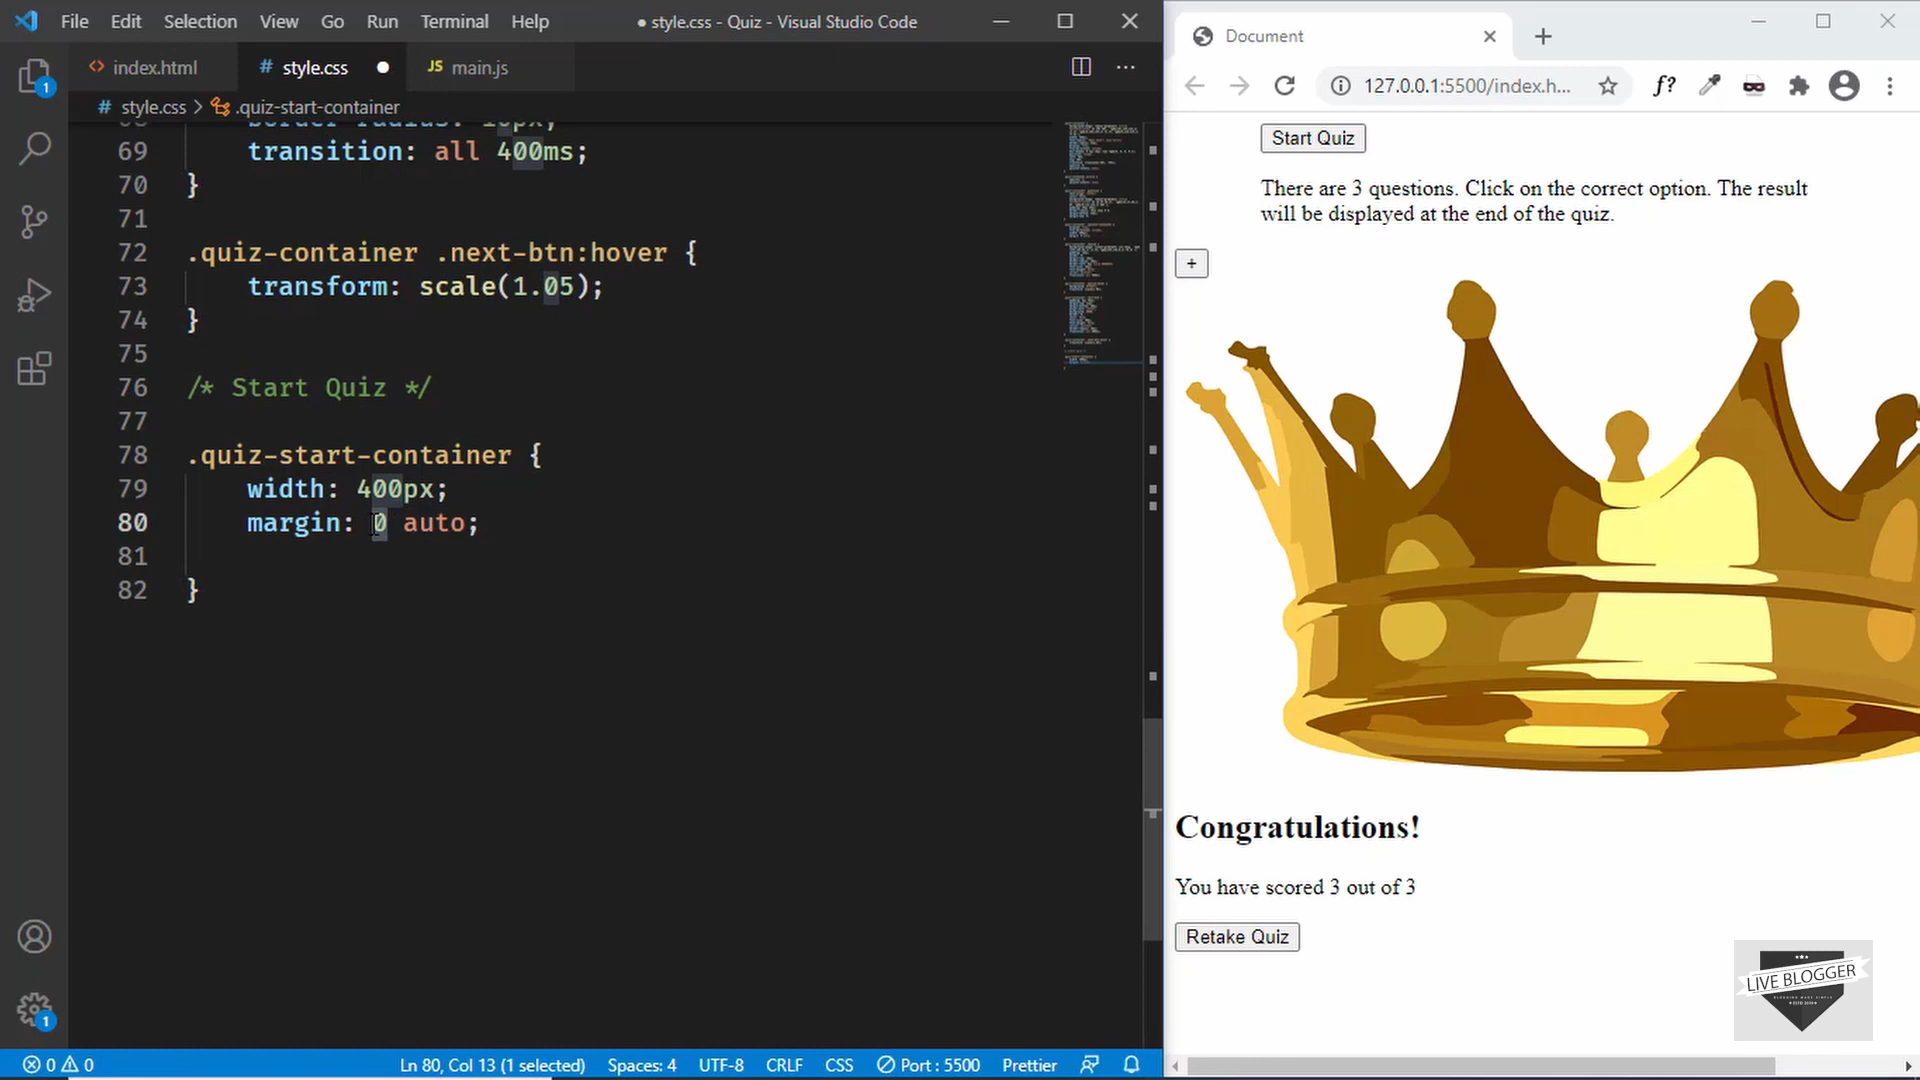 File Edit Selection View Go Run Terminal Help ● style.css - Quiz - Visual Studio Code
index.html
# style.css ●
JS main.js
# style.css > .quiz-start-container
69 transition: all 400ms;
70 }
71
72 .quiz-container .next-btn:hover {
73 transform: scale(1.05);
74 }
75
76 /* Start Quiz */
77
78 .quiz-start-container {
79 width: 400px;
80 margin: 0 auto;
81
82 }
1
1
0 0
Ln 80, Col 13 (1 selected) Spaces: 4 UTF-8 CRLF CSS Port : 5500 Prettier
Document
127.0.0.1:5500/index.h...
f?
Start Quiz
There are 3 questions. Click on the correct option. The result
will be displayed at the end of the quiz.
+
Congratulations!
You have scored 3 out of 3
Retake Quiz
LIVE BLOGGER